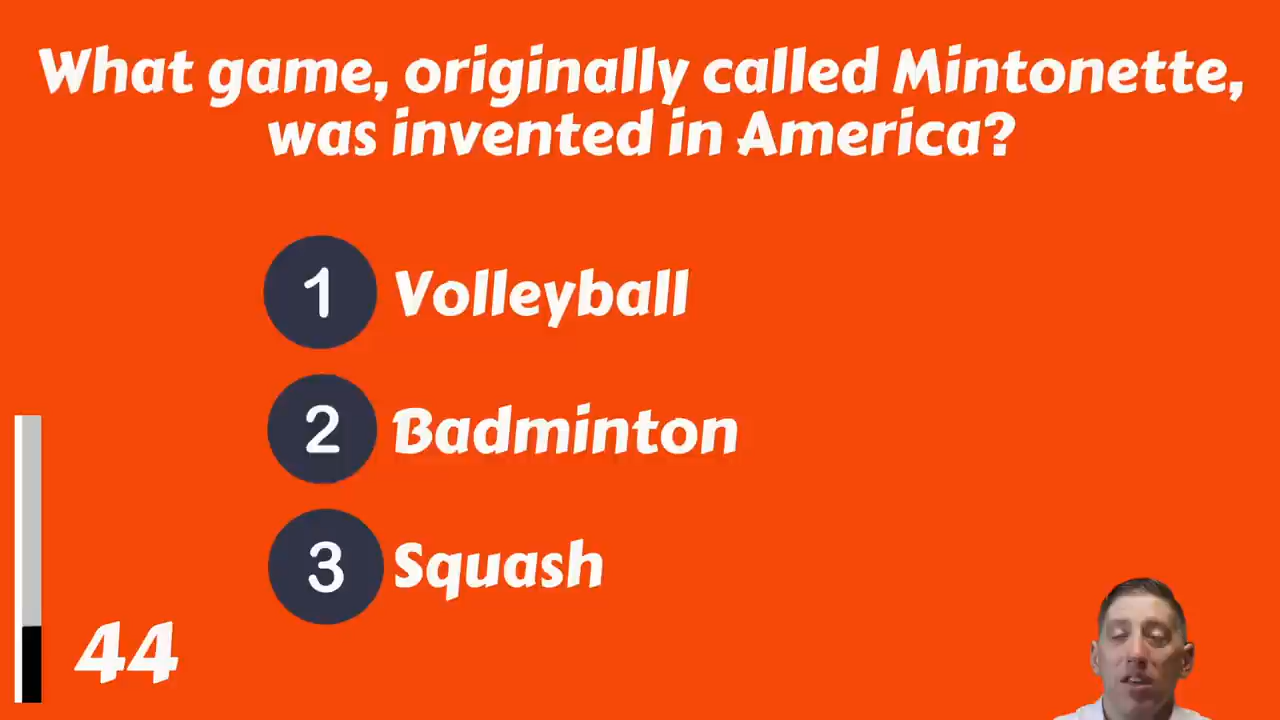 What game, originally called Mintonette,
was invented in America?
1 Volleyball
2 Badminton
3 Squash
44